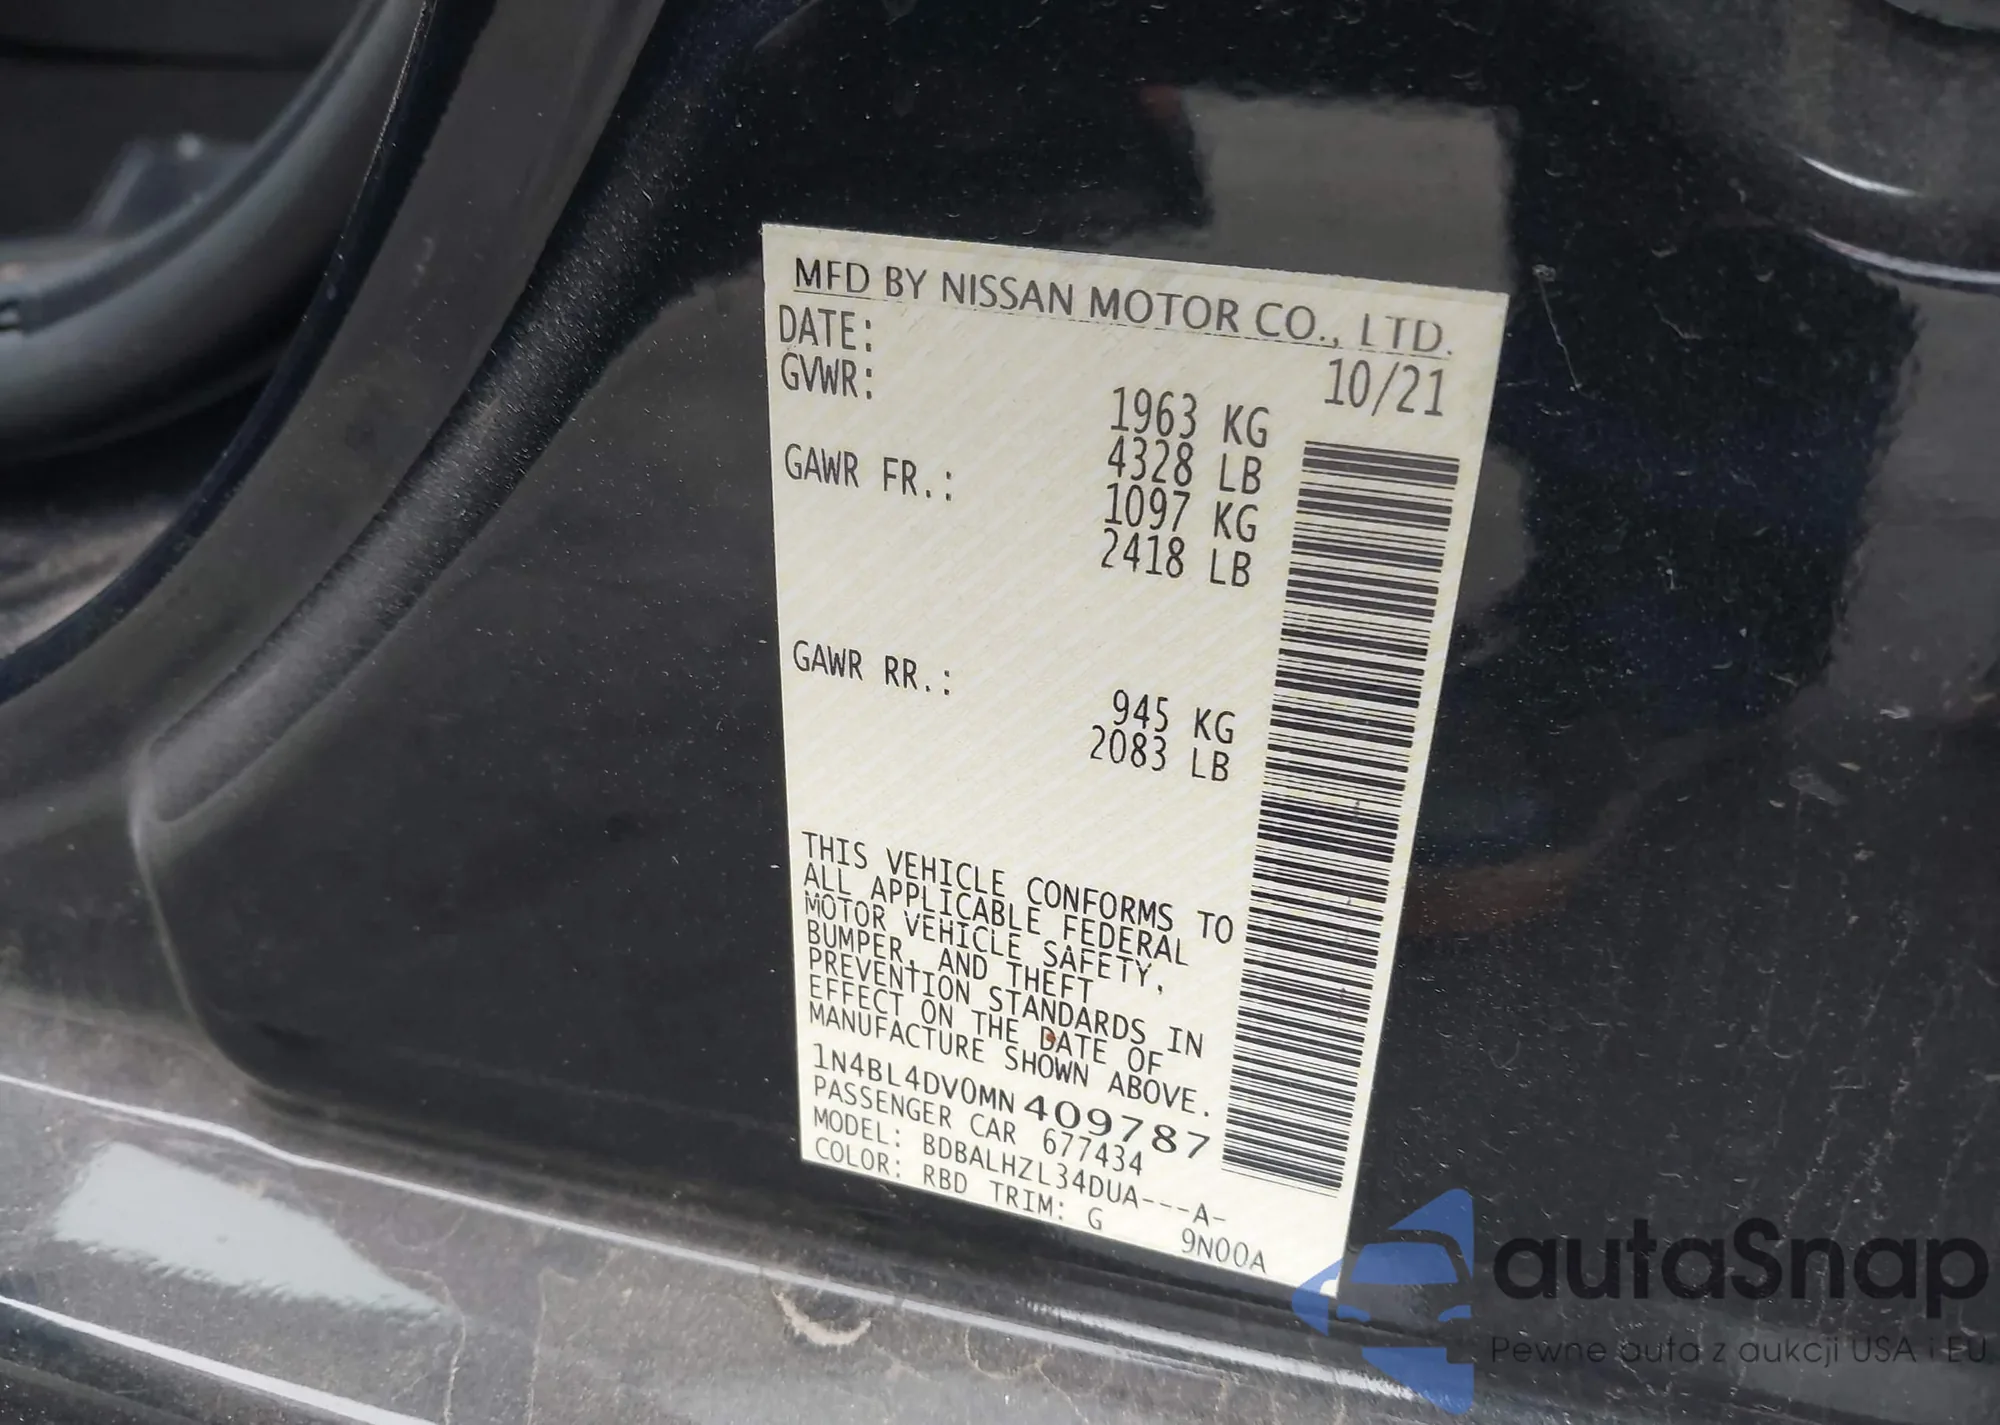 MFD BY NISSAN MOTOR CO., LTD.
DATE: 10/21
GVWR: 1963 KG
4328 LB
GAWR FR.: 1097 KG
2418 LB
GAWR RR.: 945 KG
2083 LB
THIS VEHICLE CONFORMS TO
ALL APPLICABLE FEDERAL
MOTOR VEHICLE SAFETY,
BUMPER, AND THEFT
PREVENTION STANDARDS IN
EFFECT ON THE DATE OF
MANUFACTURE SHOWN ABOVE.
1N4BL4DV0MN409787
PASSENGER CAR 677434
MODEL: BDBALHZL34DUA---A-
COLOR: RBD TRIM: G 9N00A
autaSnap
Pewne auta z aukcji USA i EU